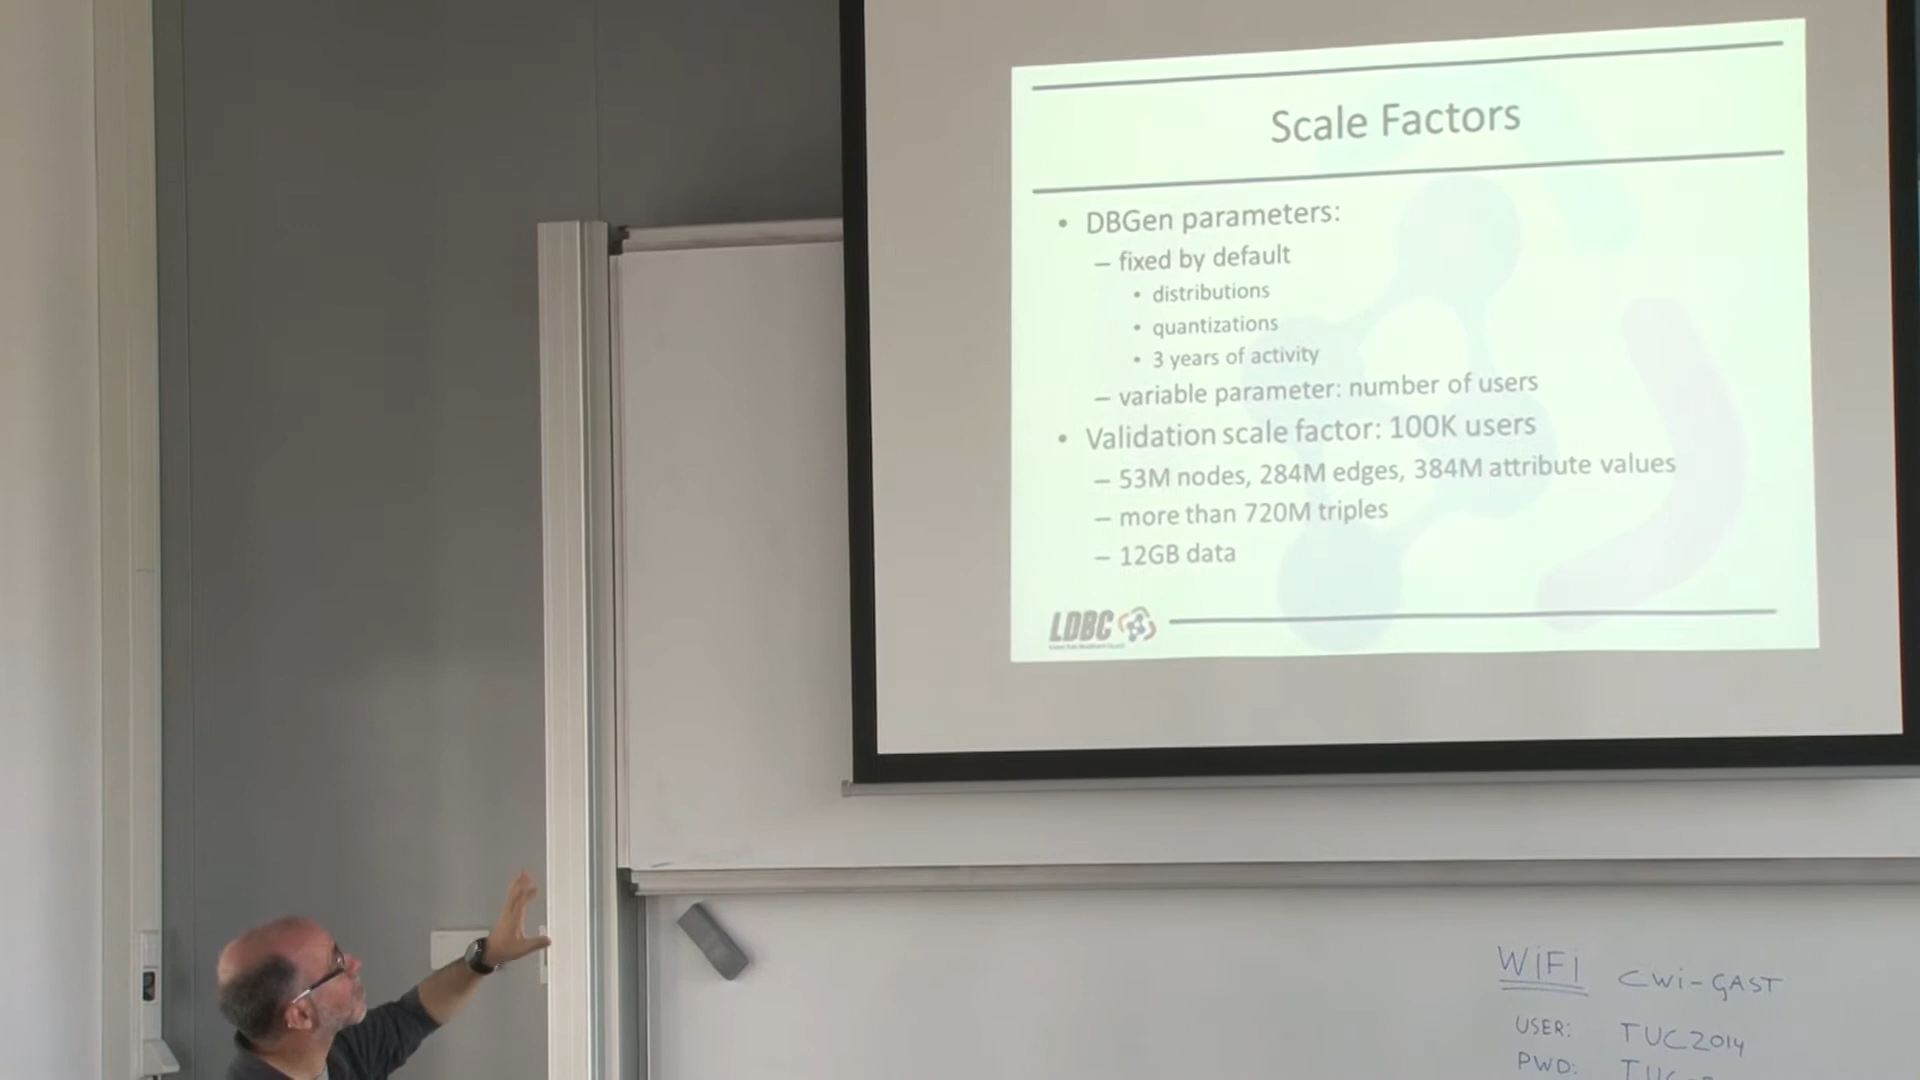 Scale Factors
• DBGen parameters:
– fixed by default
• distributions
• quantizations
• 3 years of activity
– variable parameter: number of users
• Validation scale factor: 100K users
– 53M nodes, 284M edges, 384M attribute values
– more than 720M triples
– 12GB data
LDBC
WiFi CWi-GAST
USER: TUC2014
PWD: